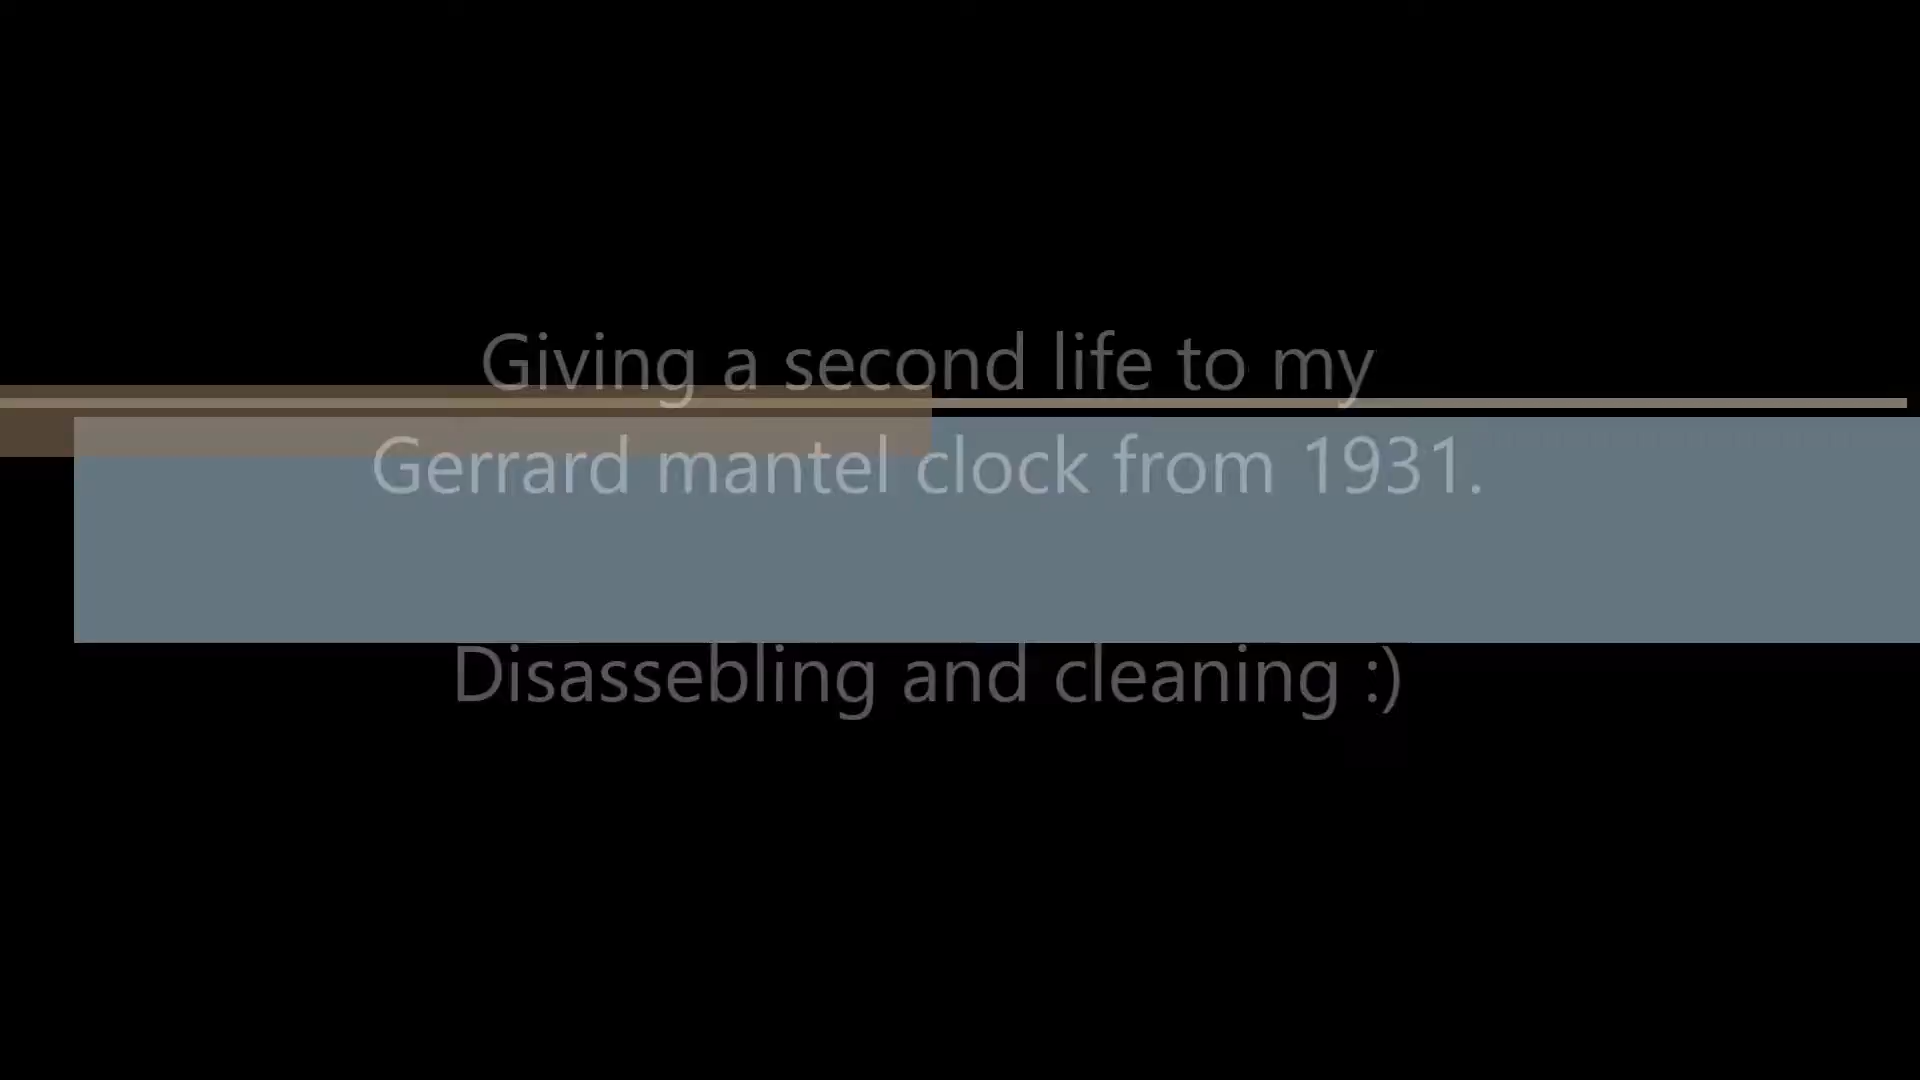 Giving a second life to my
Gerrard mantel clock from 1931.
Disassebling and cleaning :)